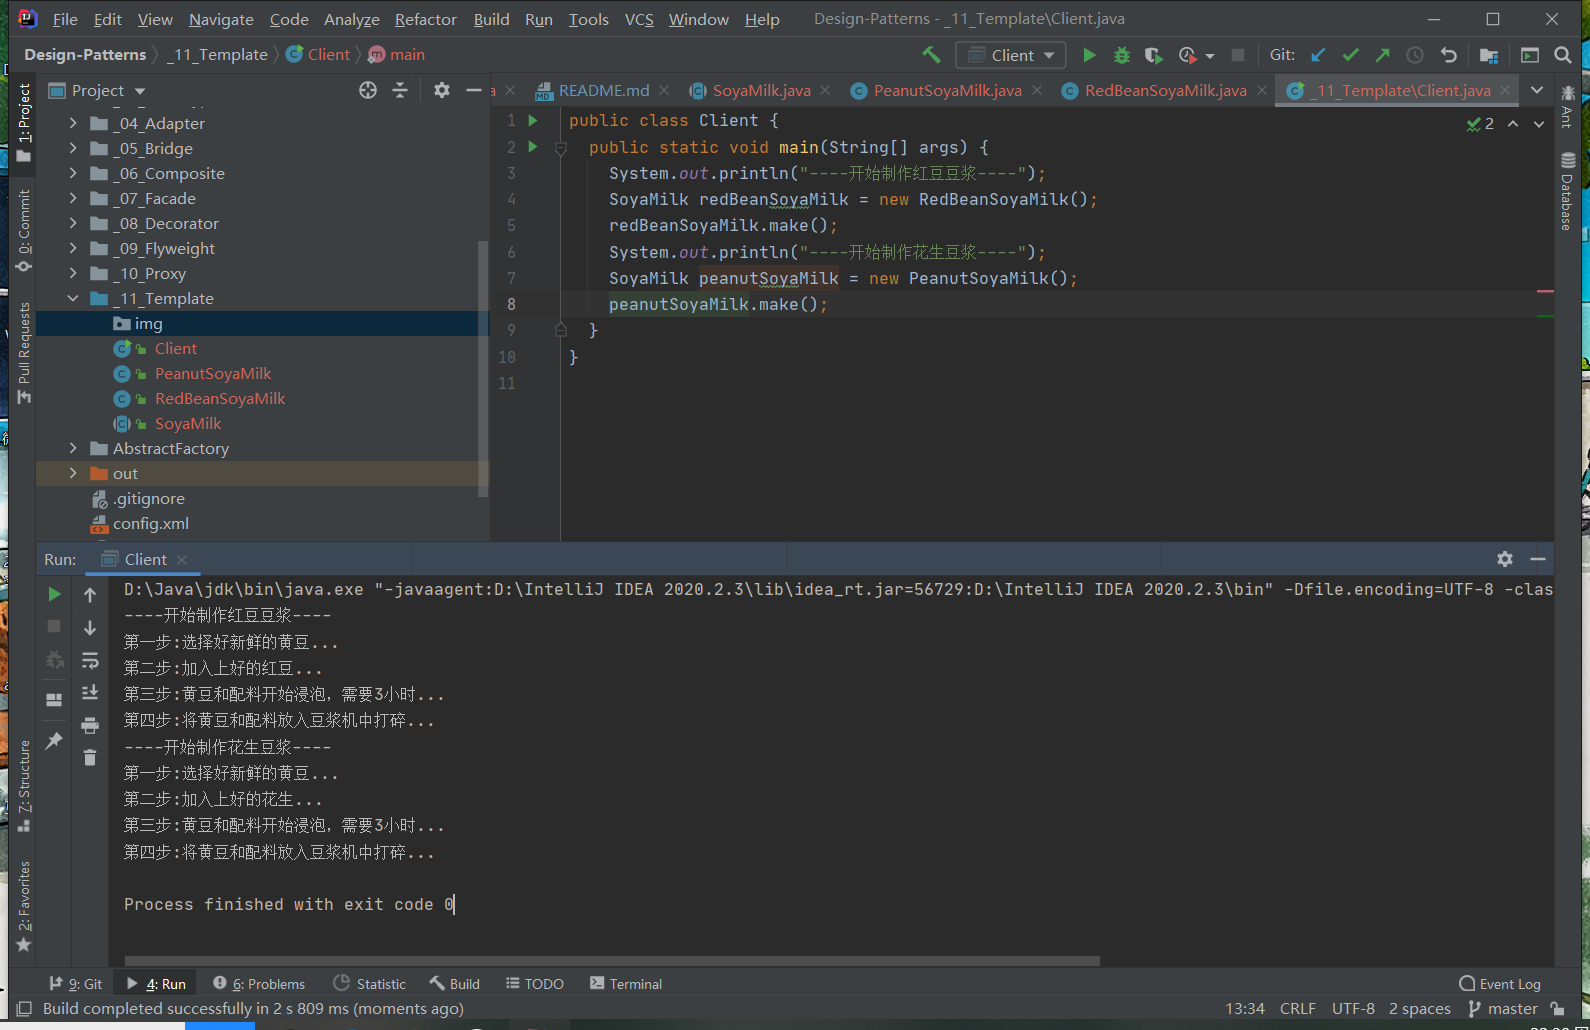 File Edit View Navigate Code Analyze Refactor Build Run Tools VCS Window Help Design-Patterns - _11_Template\Client.java
Design-Patterns _11_Template Client main Client Git:
Project
a README.md SoyaMilk.java PeanutSoyaMilk.java RedBeanSoyaMilk.java _11_Template\Client.java
_04_Adapter
_05_Bridge
_06_Composite
_07_Facade
_08_Decorator
_09_Flyweight
_10_Proxy
_11_Template
img
Client
PeanutSoyaMilk
RedBeanSoyaMilk
SoyaMilk
AbstractFactory
out
.gitignore
config.xml
1 public class Client {
2 public static void main(String[] args) {
3 System.out.println("----开始制作红豆豆浆----");
4 SoyaMilk redBeanSoyaMilk = new RedBeanSoyaMilk();
5 redBeanSoyaMilk.make();
6 System.out.println("----开始制作花生豆浆----");
7 SoyaMilk peanutSoyaMilk = new PeanutSoyaMilk();
8 peanutSoyaMilk.make();
9 }
10 }
11
2
1: Project
0: Commit
Pull Requests
Z: Structure
2: Favorites
Ant
Database
Run: Client
D:\Java\jdk\bin\java.exe "-javaagent:D:\IntelliJ IDEA 2020.2.3\lib\idea_rt.jar=56729:D:\IntelliJ IDEA 2020.2.3\bin" -Dfile.encoding=UTF-8 -clas
----开始制作红豆豆浆----
第一步:选择好新鲜的黄豆...
第二步:加入上好的红豆...
第三步:黄豆和配料开始浸泡，需要3小时...
第四步:将黄豆和配料放入豆浆机中打碎...
----开始制作花生豆浆----
第一步:选择好新鲜的黄豆...
第二步:加入上好的花生...
第三步:黄豆和配料开始浸泡，需要3小时...
第四步:将黄豆和配料放入豆浆机中打碎...
Process finished with exit code 0
9: Git 4: Run 6: Problems Statistic Build TODO Terminal Event Log
Build completed successfully in 2 s 809 ms (moments ago) 13:34 CRLF UTF-8 2 spaces master